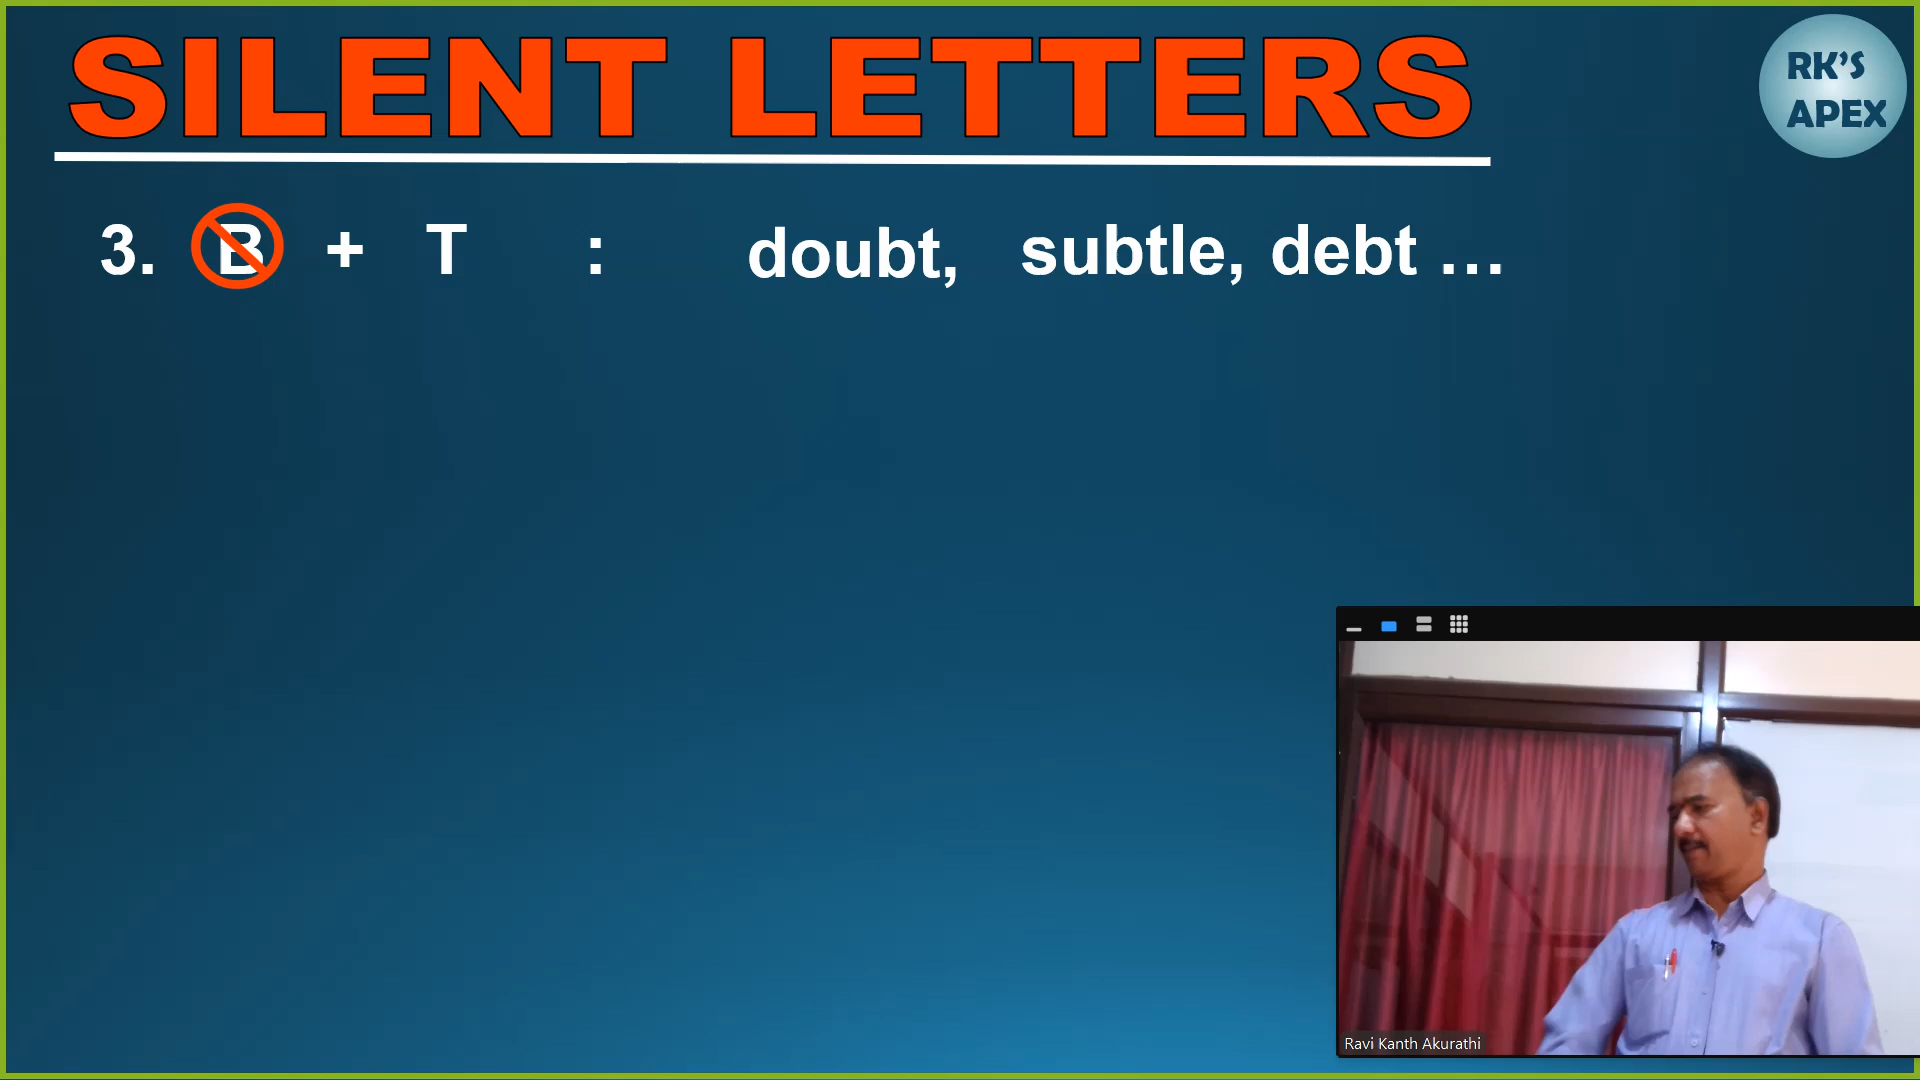 SILENT LETTERS
RK'S
APEX
3. B + T : doubt, subtle, debt ...
Ravi Kanth Akurathi